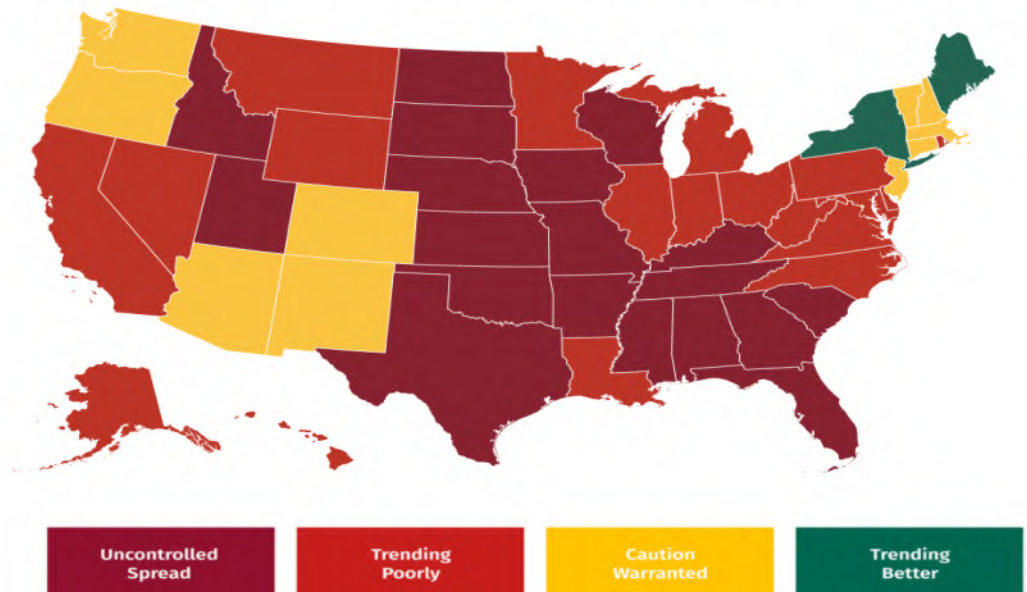 Uncontrolled
Spread
Trending
Poorly
Caution
Warranted
Trending
Better